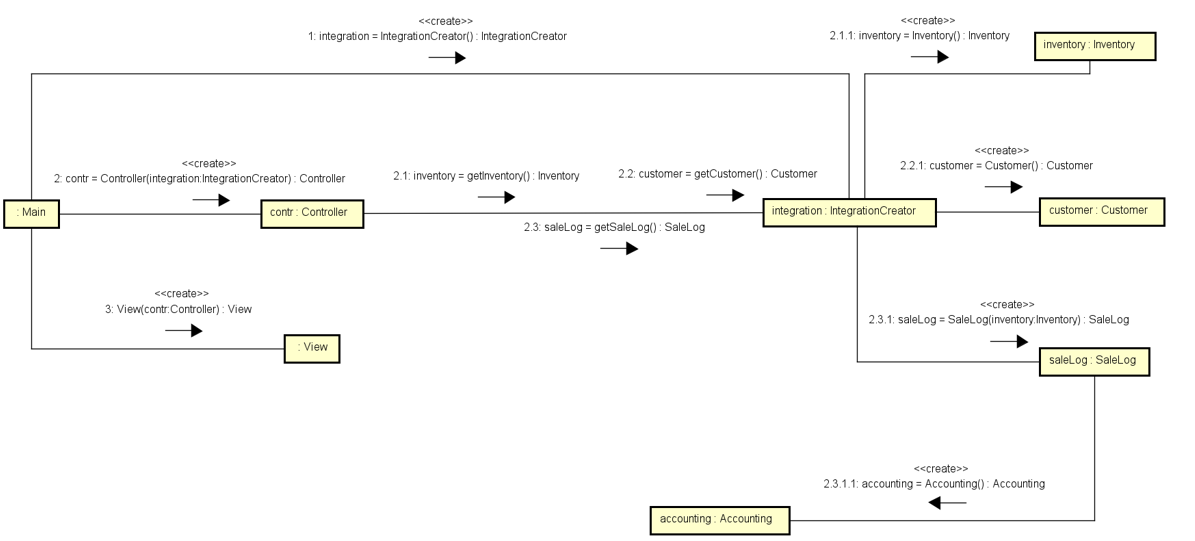 <<create>>
1: integration = IntegrationCreator() : IntegrationCreator
<<create>>
2.1.1: inventory = Inventory() : Inventory
inventory : Inventory
<<create>>
2: contr = Controller(integration:IntegrationCreator) : Controller
2.1: inventory = getInventory() : Inventory
2.2: customer = getCustomer() : Customer
<<create>>
2.2.1: customer = Customer() : Customer
: Main
contr : Controller
integration : IntegrationCreator
customer : Customer
2.3: saleLog = getSaleLog() : SaleLog
<<create>>
3: View(contr:Controller) : View
<<create>>
2.3.1: saleLog = SaleLog(inventory:Inventory) : SaleLog
: View
saleLog : SaleLog
<<create>>
2.3.1.1: accounting = Accounting() : Accounting
accounting : Accounting